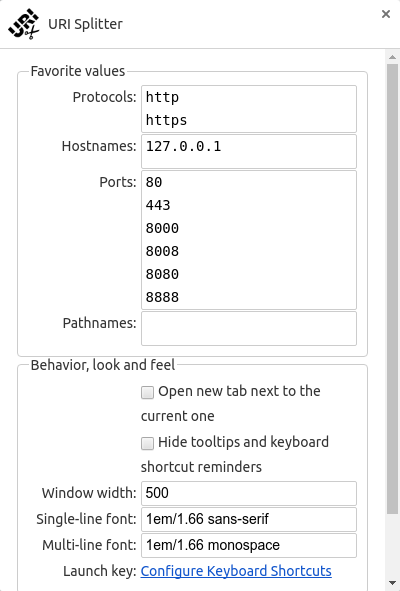 URI
URI Splitter
×
Favorite values
Protocols: http
https
Hostnames: 127.0.0.1
Ports: 80
443
8000
8008
8080
8888
Pathnames:
Behavior, look and feel
Open new tab next to the
current one
Hide tooltips and keyboard
shortcut reminders
Window width: 500
Single-line font: 1em/1.66 sans-serif
Multi-line font: 1em/1.66 monospace
Launch key: Configure Keyboard Shortcuts